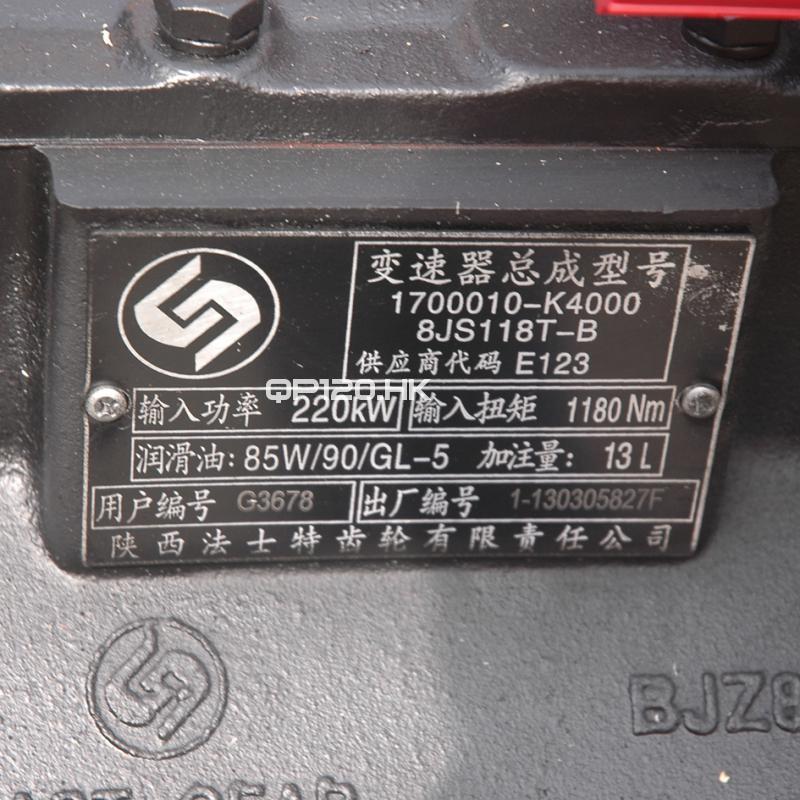 变速器总成型号
1700010-K4000
8JS118T-B
供应商代码 E123
QP120.HK
输入功率 220kW 输入扭矩 1180 Nm
润滑油: 85W/90/GL-5 加注量: 13 L
用户编号 G3678 出厂编号 1-130305827F
陕西法士特齿轮有限责任公司
BJZ8